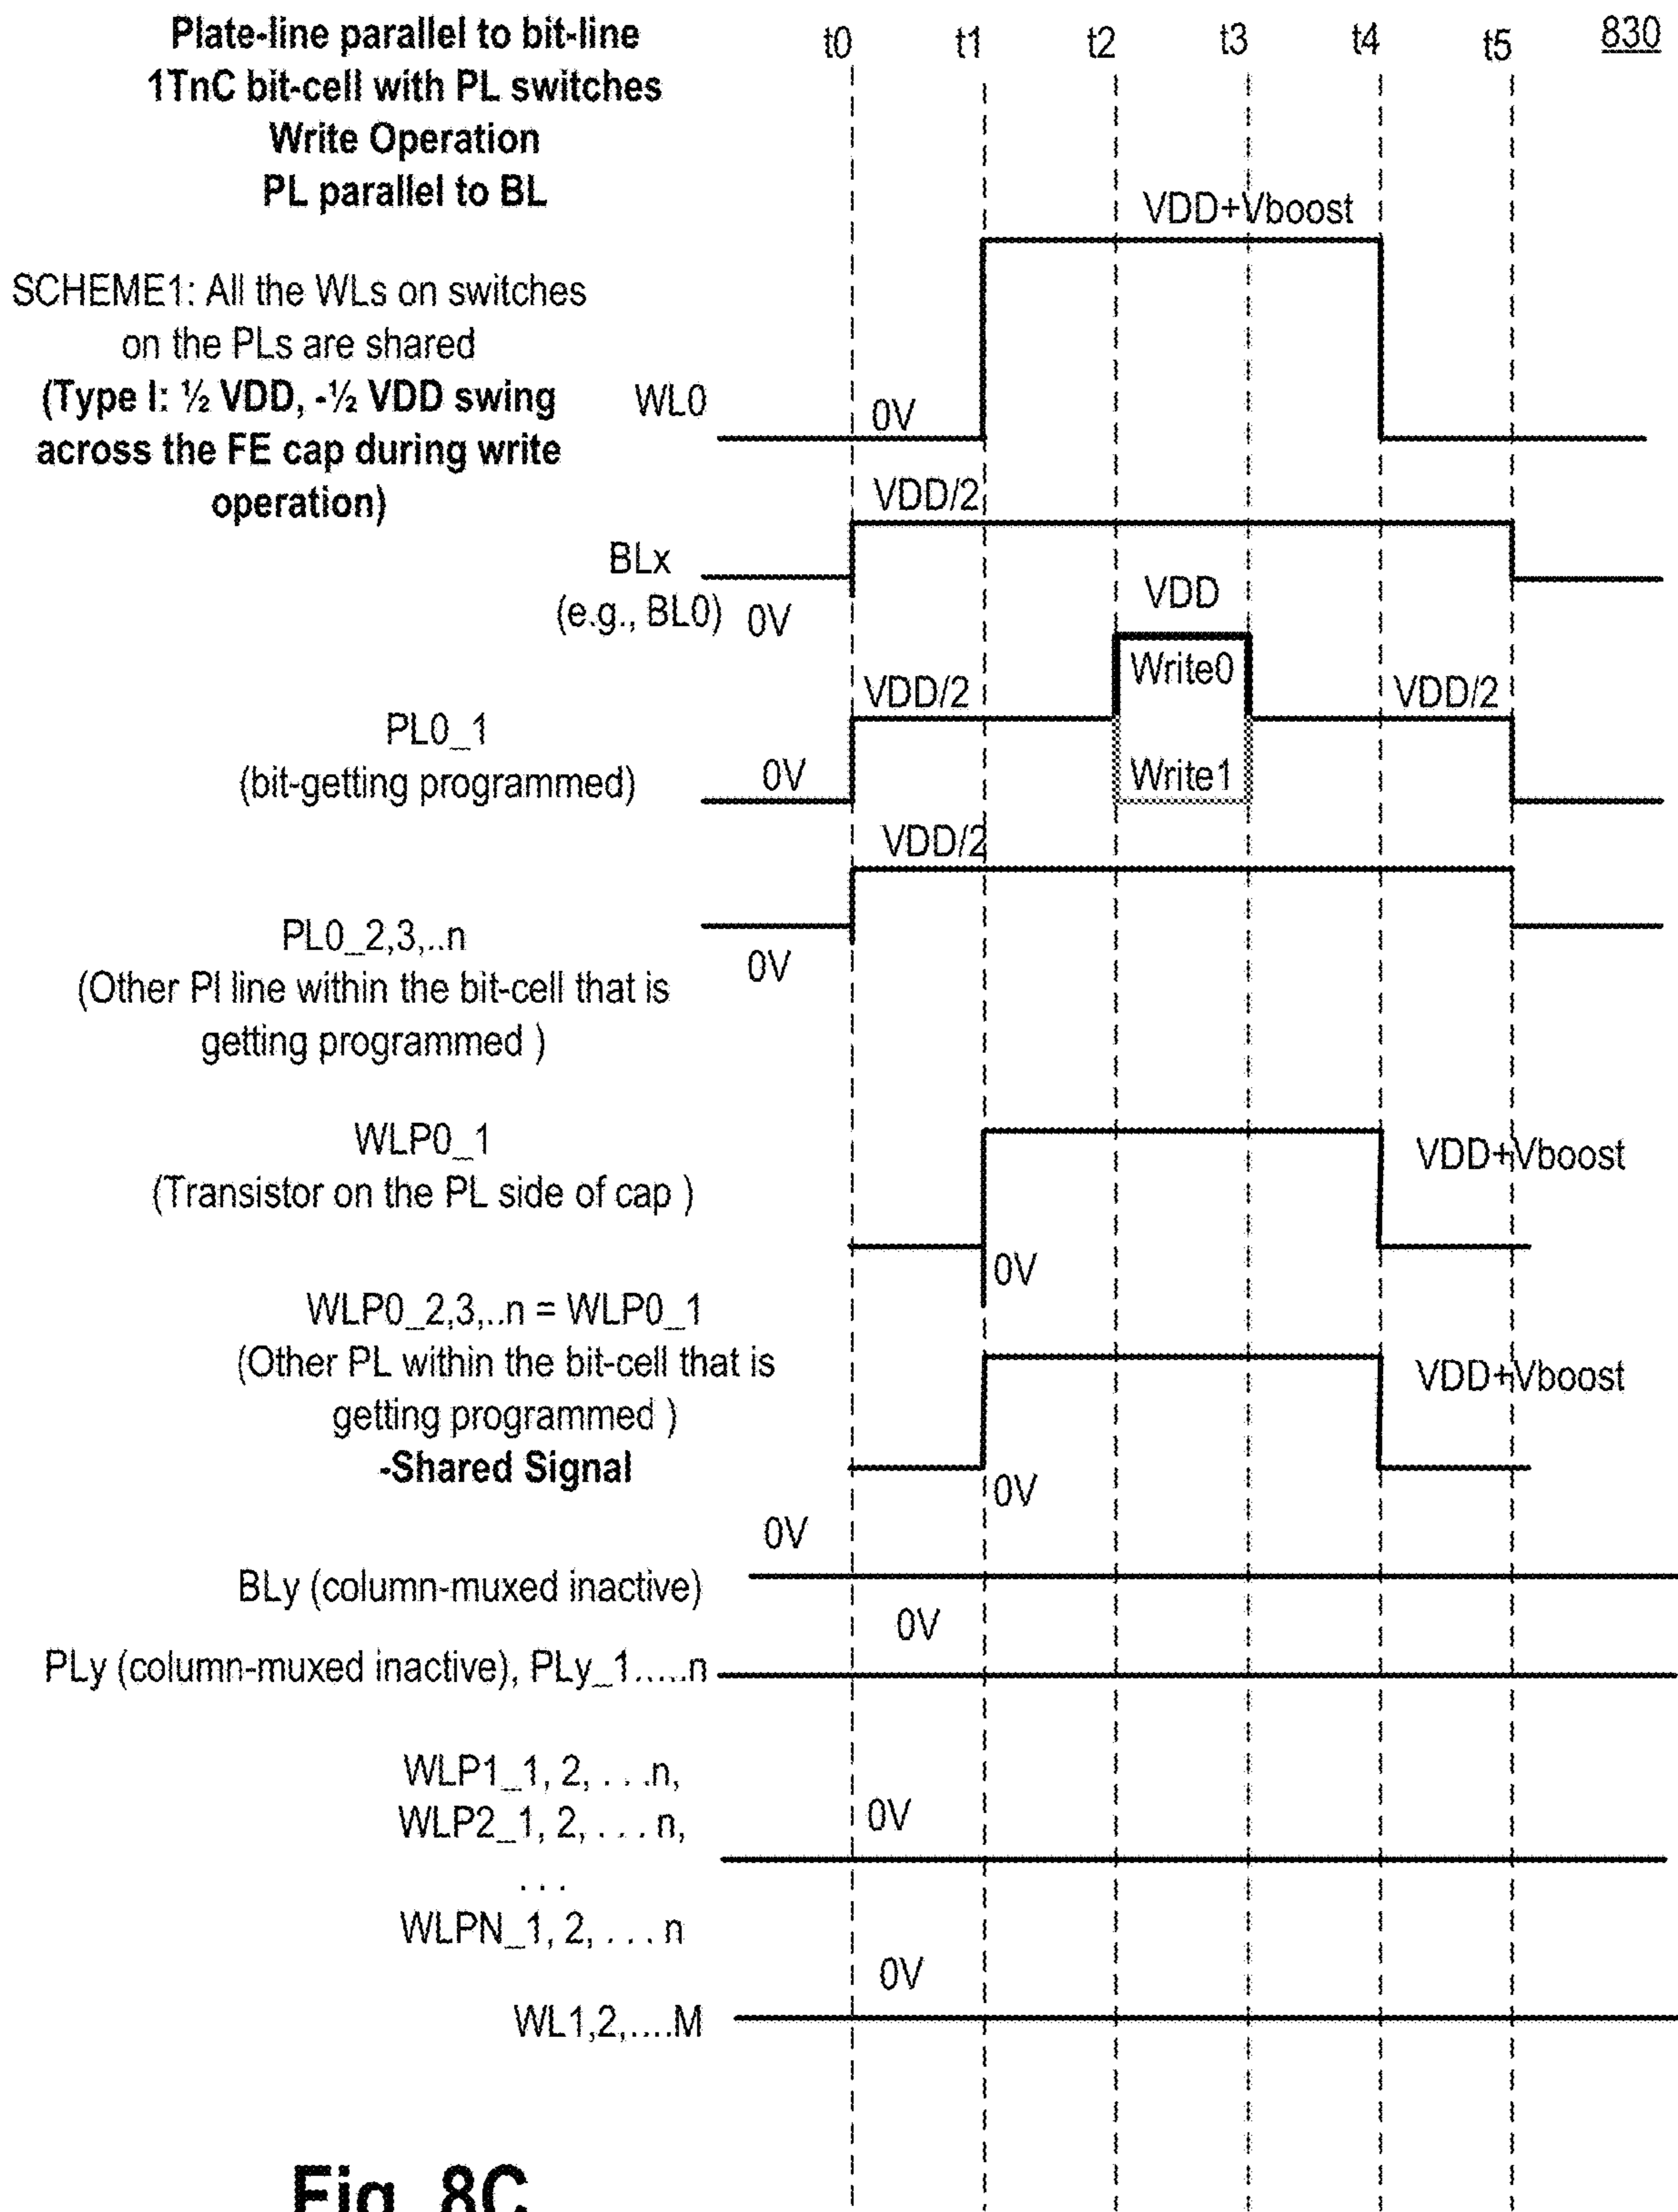 Plate-line parallel to bit-line
1TnC bit-cell with PL switches
Write Operation
PL parallel to BL
t0 t1 t2 t3 t4 t5 830
VDD+Vboost
SCHEME1: All the WLs on switches
on the PLs are shared
(Type I: ½ VDD, -½ VDD swing
across the FE cap during write
operation)
WL0 0V
VDD/2
BLx
(e.g., BL0) 0V
VDD
Write0
VDD/2 VDD/2
PL0_1
(bit-getting programmed) 0V
Write1
VDD/2
PL0_2,3,..n
(Other Pl line within the bit-cell that is
getting programmed )
0V
WLP0_1
(Transistor on the PL side of cap )
VDD+Vboost
0V
WLP0_2,3,..n = WLP0_1
(Other PL within the bit-cell that is
getting programmed )
-Shared Signal
VDD+Vboost
0V
0V
BLy (column-muxed inactive)
0V
PLy (column-muxed inactive), PLy_1.....n
WLP1_1, 2, . . .n,
WLP2_1, 2, . . . n,
. . .
WLPN_1, 2, . . . n
0V
0V
WL1,2,....M
Fig. 8C